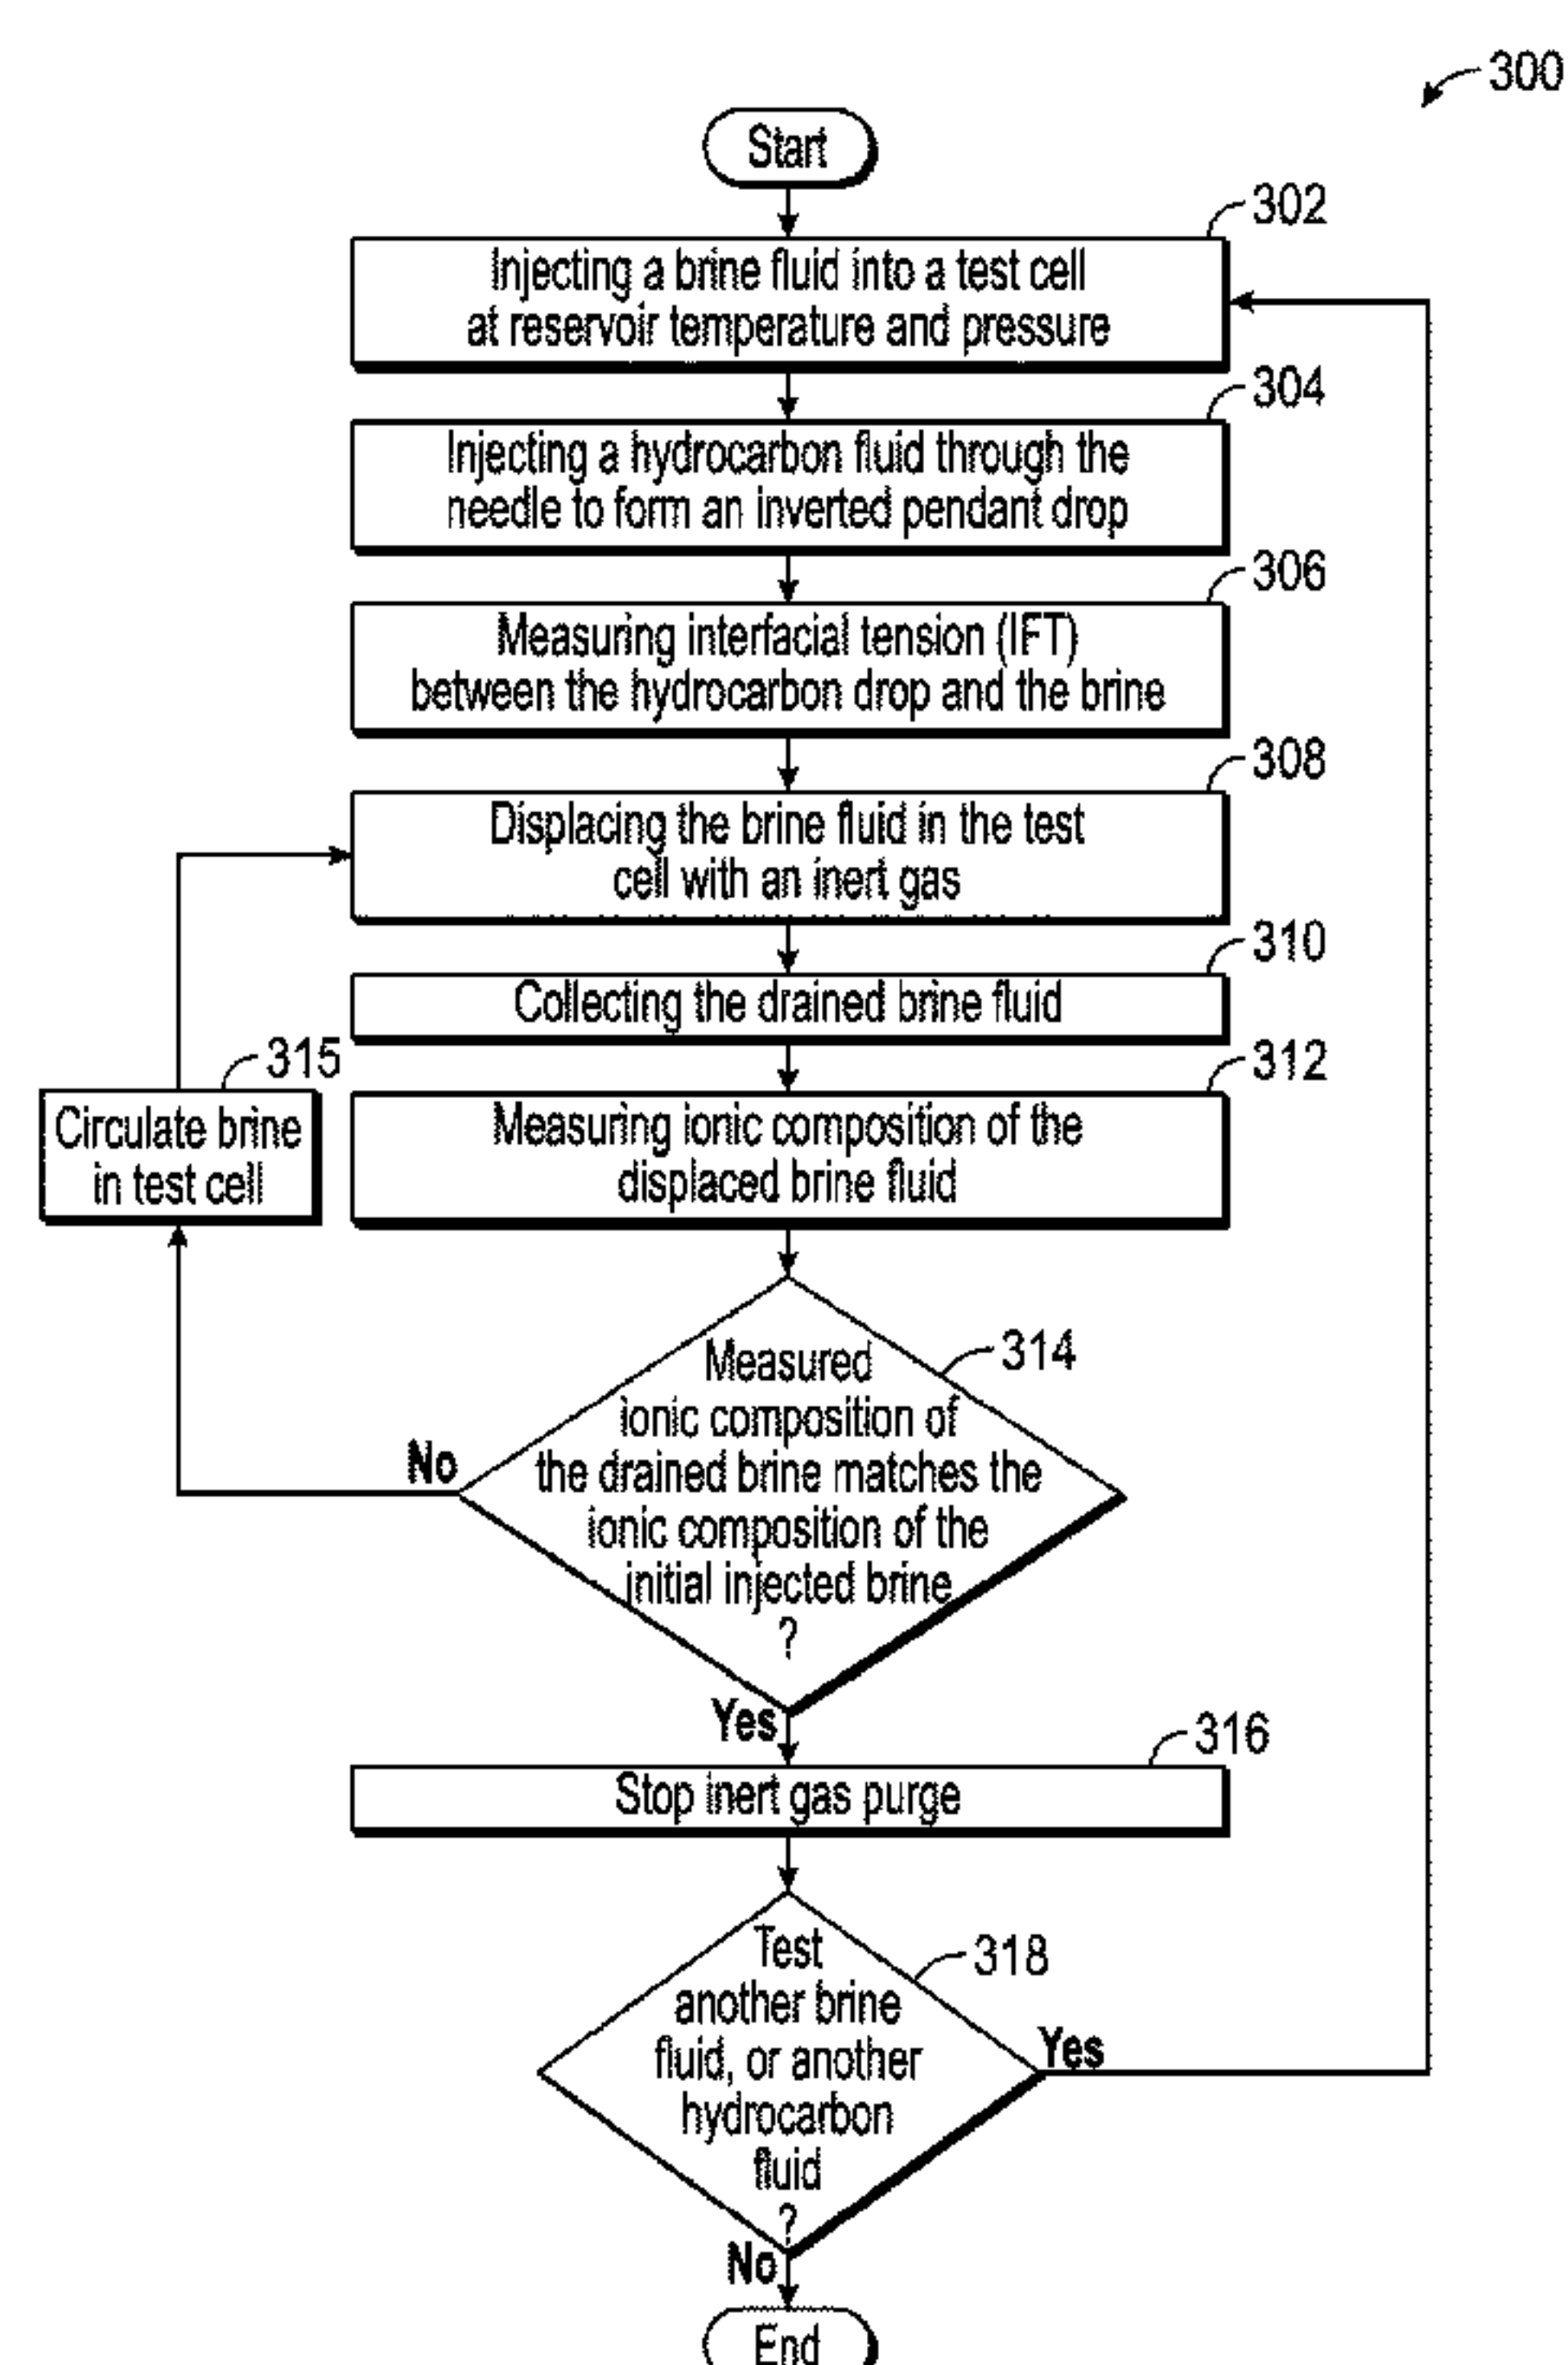 300
Start
302
Injecting a brine fluid into a test cell
at reservoir temperature and pressure
304
Injecting a hydrocarbon fluid through the
needle to form an inverted pendant drop
306
Measuring interfacial tension (IFT)
between the hydrocarbon drop and the brine
308
Displacing the brine fluid in the test
cell with an inert gas
310
Collecting the drained brine fluid
315
Circulate brine
in test cell
312
Measuring ionic composition of the
displaced brine fluid
314
Measured
ionic composition of
the drained brine matches the
ionic composition of the
initial injected brine
?
No
Yes
316
Stop inert gas purge
318
Test
another brine
fluid, or another
hydrocarbon
fluid
?
Yes
No
End